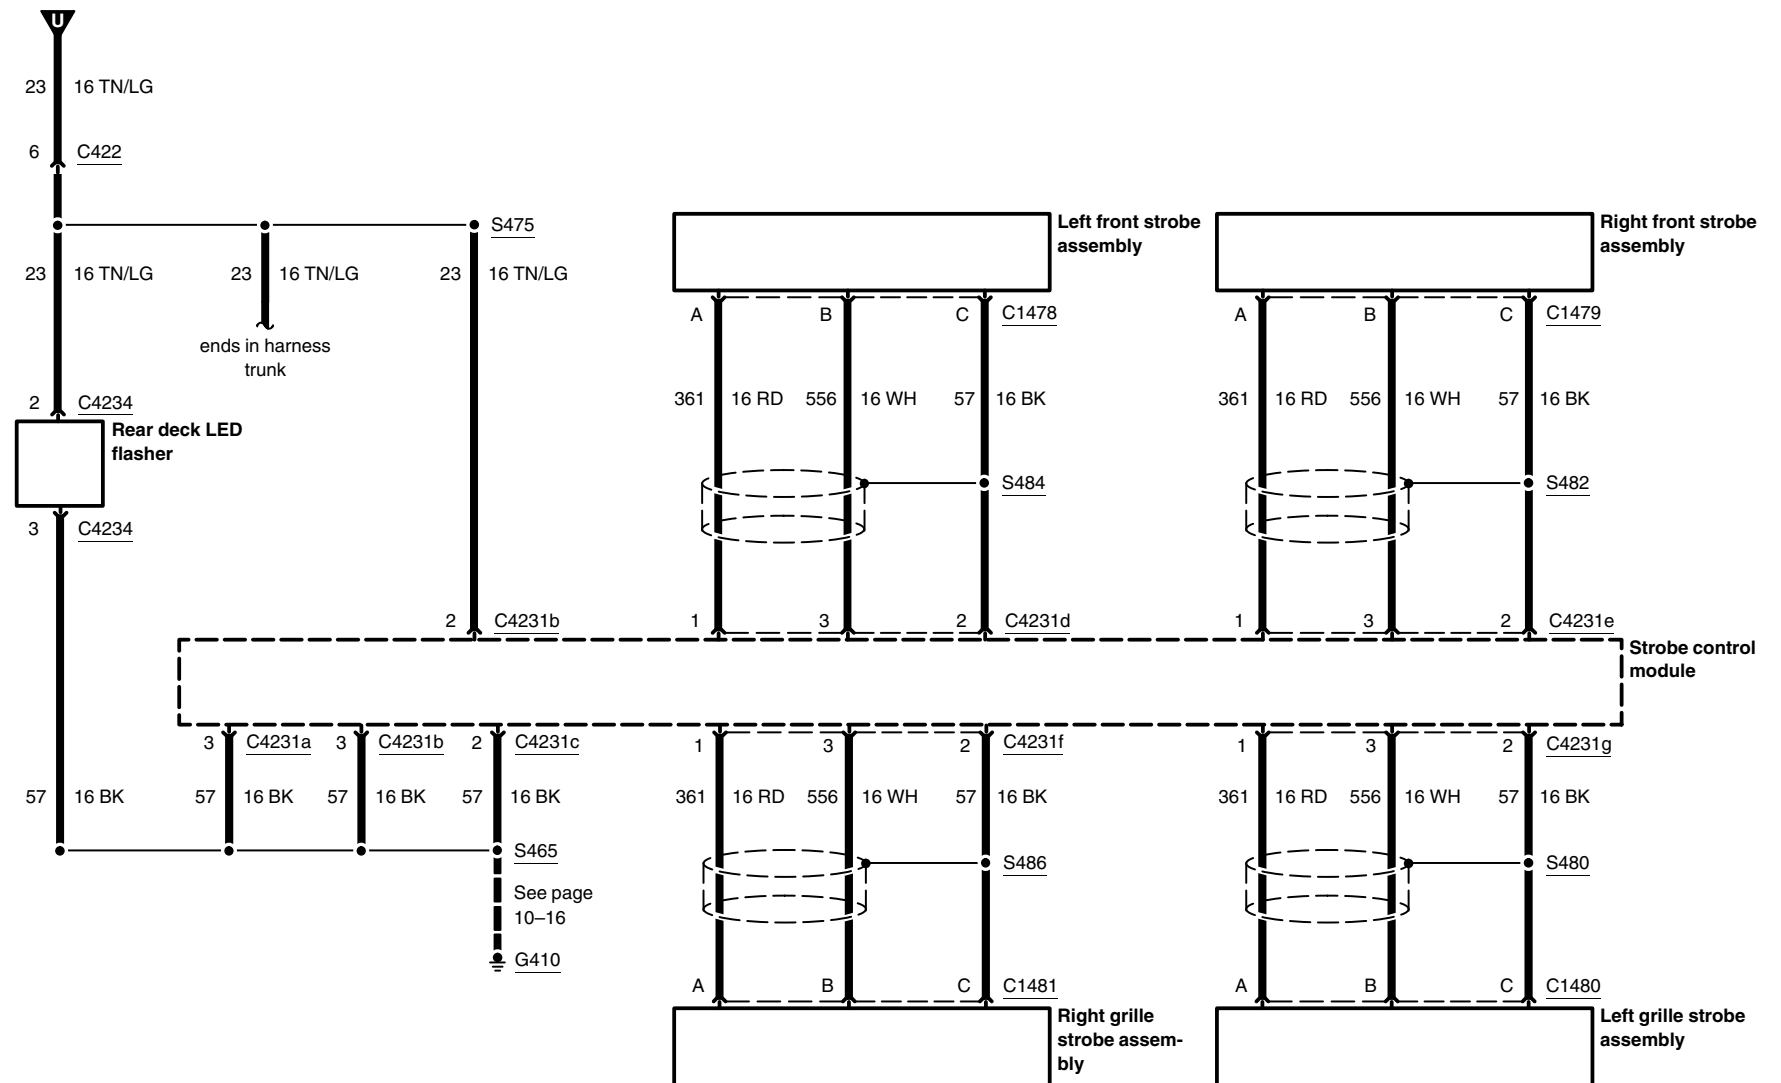 U
23 16 TN/LG
6 C422
S475
23 16 TN/LG 23 16 TN/LG 23 16 TN/LG
ends in harness
trunk
2 C4234
Rear deck LED
flasher
3 C4234
Left front strobe
assembly
A B C C1478
361 16 RD 556 16 WH 57 16 BK
S484
Right front strobe
assembly
A B C C1479
361 16 RD 556 16 WH 57 16 BK
S482
2 C4231b 1 3 2 C4231d 1 3 2 C4231e
Strobe control
module
3 C4231a 3 C4231b 2 C4231c 1 3 2 C4231f 1 3 2 C4231g
57 16 BK 57 16 BK 57 16 BK 57 16 BK 361 16 RD 556 16 WH 57 16 BK 361 16 RD 556 16 WH 57 16 BK
S465 S486 S480
See page
10–16
G410
A B C C1481
Right grille
strobe assem-
bly
A B C C1480
Left grille strobe
assembly